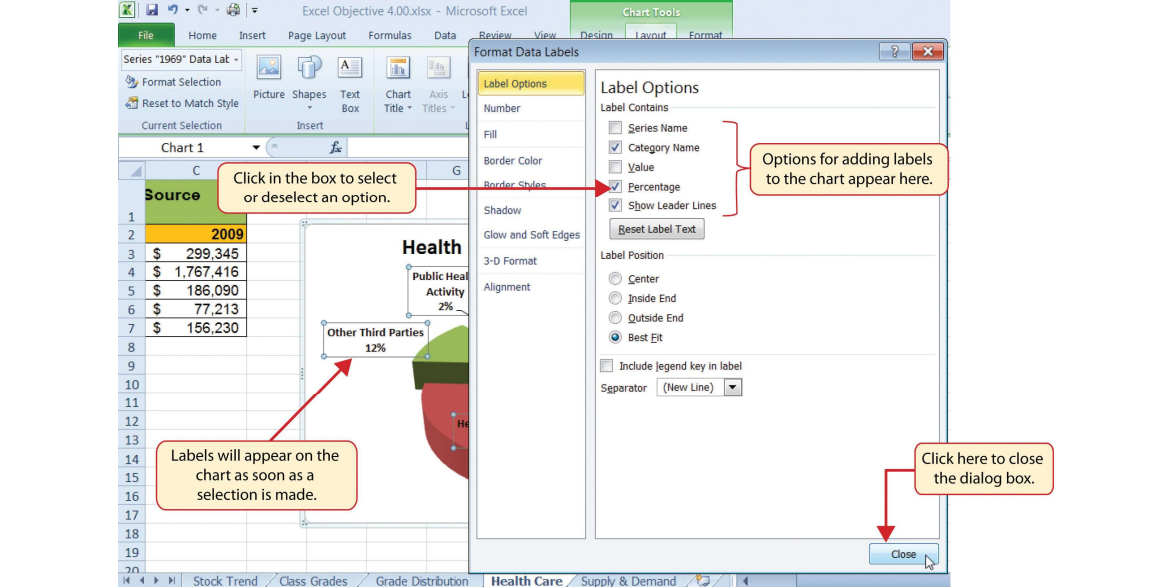 Excel Objective 4.00.xlsx - Microsoft Excel
Chart Tools
File Home Insert Page Layout Formulas Data Review View Design Layout Format
Series "1969" Data Lab
Format Selection
Reset to Match Style
Current Selection
Picture Shapes Text Box
Insert
Chart Title
Axis Titles
Chart 1
fx
C G
Source
1
2 2009
3 $ 299,345
4 $ 1,767,416
5 $ 186,090
6 $ 77,213
7 $ 156,230
8
9
10
11
12
13
14
15
16
17
18
19
20
Health
Public Heal
Activity
2%
Other Third Parties
12%
He
Click in the box to select
or deselect an option.
Labels will appear on the
chart as soon as a
selection is made.
Format Data Labels
Label Options
Number
Fill
Border Color
Border Styles
Shadow
Glow and Soft Edges
3-D Format
Alignment
Label Options
Label Contains
Series Name
Category Name
Value
Percentage
Show Leader Lines
Reset Label Text
Label Position
Center
Inside End
Outside End
Best Fit
Include legend key in label
Separator (New Line)
Close
Options for adding labels
to the chart appear here.
Click here to close
the dialog box.
Stock Trend Class Grades Grade Distribution Health Care Supply & Demand